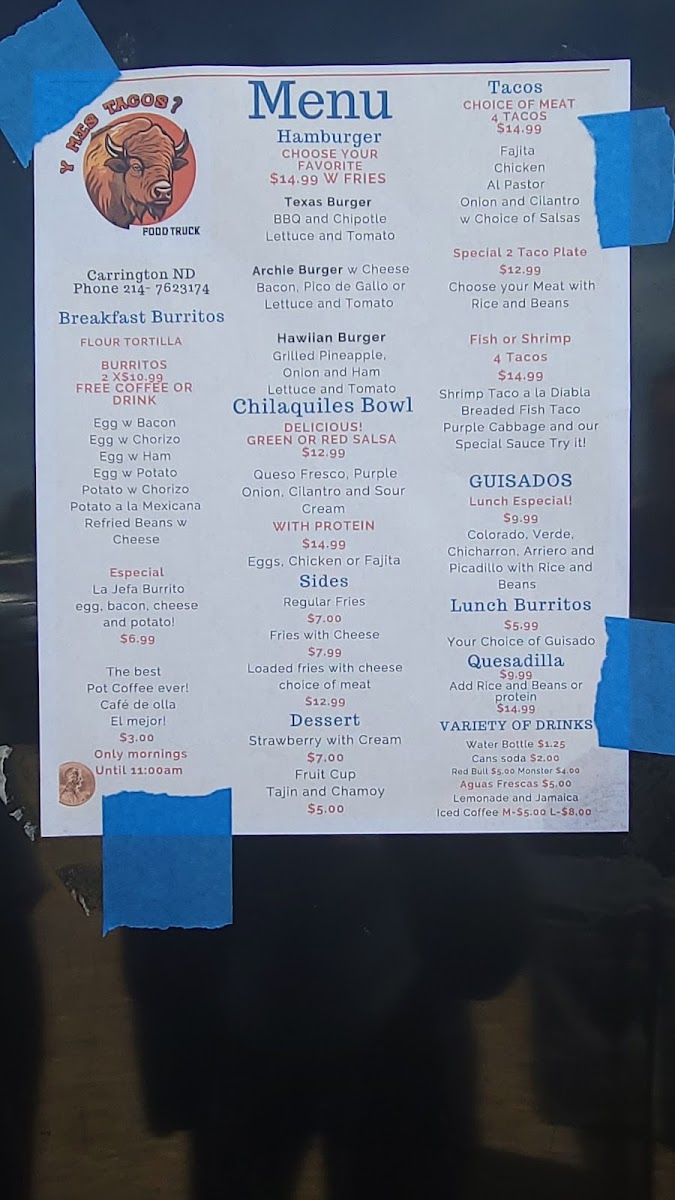 Y MIS TACOS?
FOOD TRUCK
Carrington ND
Phone 214- 7623174
Breakfast Burritos
FLOUR TORTILLA
BURRITOS
2 X$10.99
FREE COFFEE OR
DRINK
Egg w Bacon
Egg w Chorizo
Egg w Ham
Egg w Potato
Potato w Chorizo
Potato a la Mexicana
Refried Beans w
Cheese
Especial
La Jefa Burrito
egg, bacon, cheese
and potato!
$6.99
The best
Pot Coffee ever!
Café de olla
El mejor!
$3.00
Only mornings
Until 11:00am
Menu
Hamburger
CHOOSE YOUR
FAVORITE
$14.99 W FRIES
Texas Burger
BBQ and Chipotle
Lettuce and Tomato
Archie Burger w Cheese
Bacon, Pico de Gallo or
Lettuce and Tomato
Hawiian Burger
Grilled Pineapple,
Onion and Ham
Lettuce and Tomato
Chilaquiles Bowl
DELICIOUS!
GREEN OR RED SALSA
$12.99
Queso Fresco, Purple
Onion, Cilantro and Sour
Cream
WITH PROTEIN
$14.99
Eggs, Chicken or Fajita
Sides
Regular Fries
$7.00
Fries with Cheese
$7.99
Loaded fries with cheese
choice of meat
$12.99
Dessert
Strawberry with Cream
$7.00
Fruit Cup
Tajin and Chamoy
$5.00
Tacos
CHOICE OF MEAT
4 TACOS
$14.99
Fajita
Chicken
Al Pastor
Onion and Cilantro
w Choice of Salsas
Special 2 Taco Plate
$12.99
Choose your Meat with
Rice and Beans
Fish or Shrimp
4 Tacos
$14.99
Shrimp Taco a la Diabla
Breaded Fish Taco
Purple Cabbage and our
Special Sauce Try it!
GUISADOS
Lunch Especial!
$9.99
Colorado, Verde,
Chicharron, Arriero and
Picadillo with Rice and
Beans
Lunch Burritos
$5.99
Your Choice of Guisado
Quesadilla
$9.99
Add Rice and Beans or
protein
$14.99
VARIETY OF DRINKS
Water Bottle $1.25
Cans soda $2.00
Red Bull $5.00 Monster $4.00
Aguas Frescas $5.00
Lemonade and Jamaica
Iced Coffee M-$5.00 L-$8,00